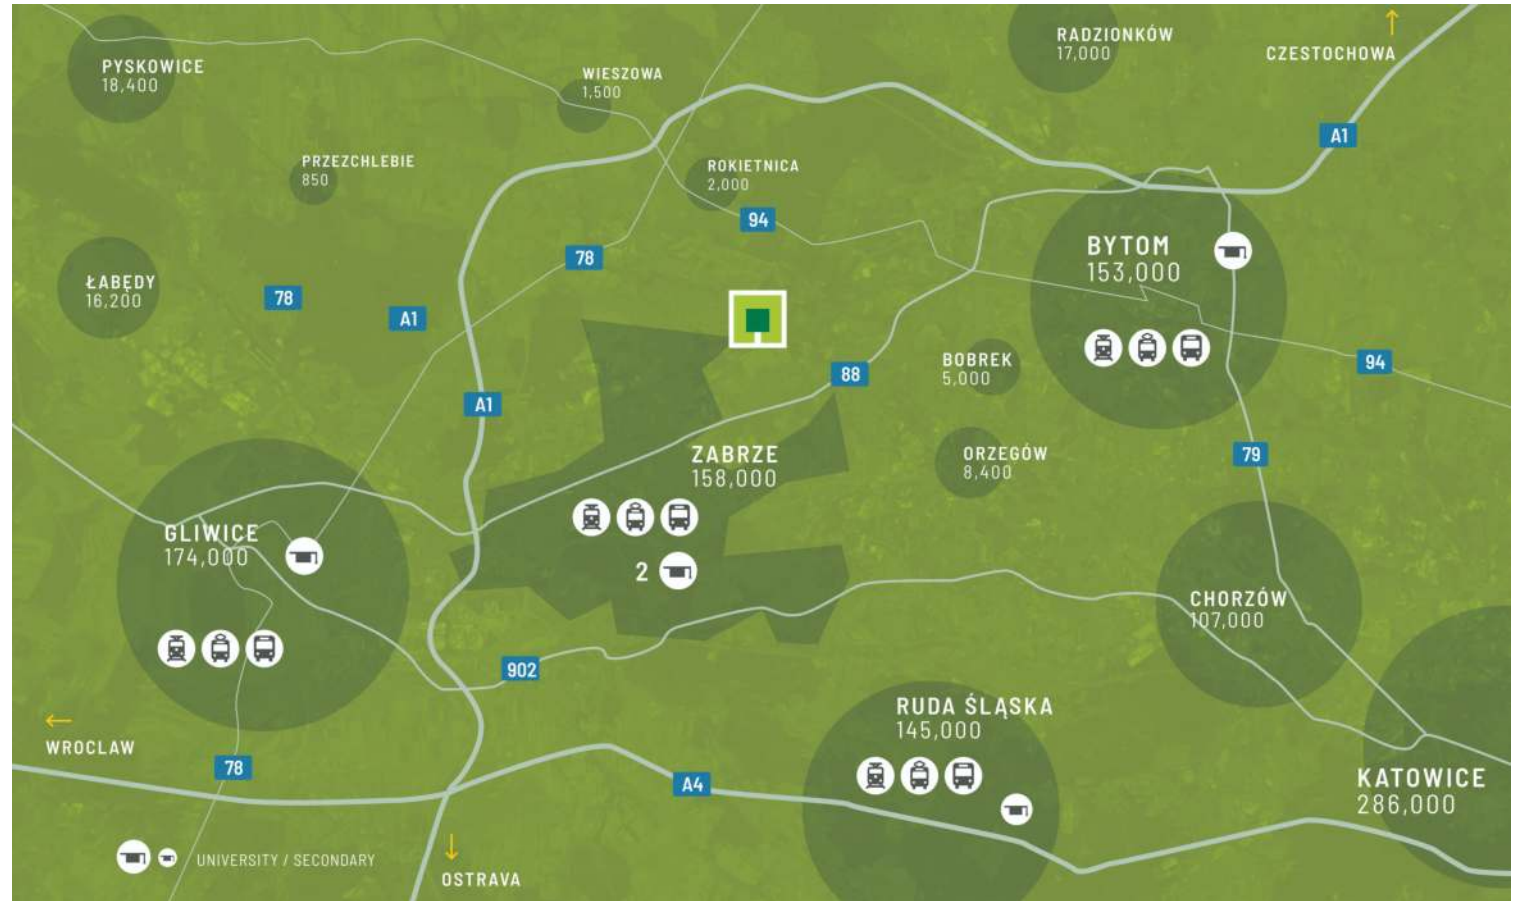 RADZIONKÓW
17,000
CZESTOCHOWA
PYSKOWICE
18,400
WIESZOWA
1,500
A1
PRZEZCHLEBIE
850
ROKIETNICA
2,000
94
BYTOM
153,000
78
ŁABĘDY
16,200
78
A1
88
BOBREK
5,000
94
A1
ZABRZE
158,000
ORZEGÓW
8,400
79
GLIWICE
174,000
2
CHORZÓW
107,000
902
RUDA ŚLĄSKA
145,000
WROCLAW
78
A4
KATOWICE
286,000
UNIVERSITY / SECONDARY
OSTRAVA